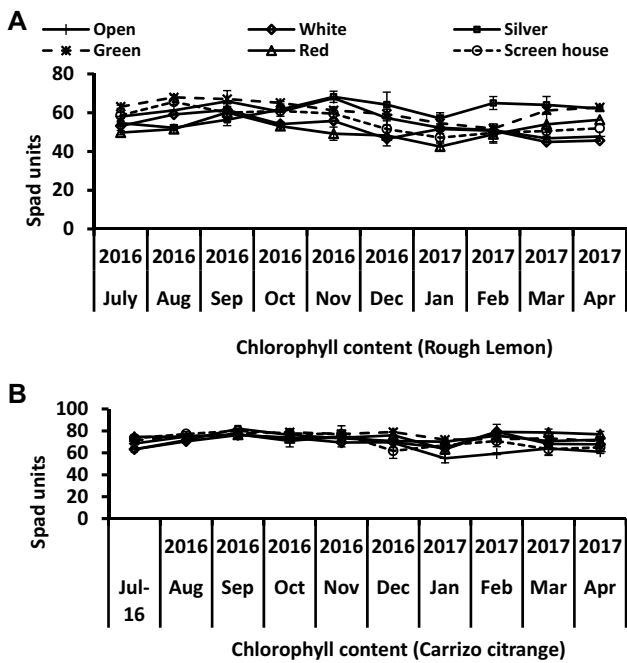 A
Open White Silver
Green Red Screen house
80
60
40
20
0
Spad units
2016 2016 2016 2016 2016 2016 2017 2017 2017 2017
July Aug Sep Oct Nov Dec Jan Feb Mar Apr
Chlorophyll content (Rough Lemon)
B
100
80
60
40
20
0
Spad units
2016 2016 2016 2016 2016 2017 2017 2017 2017
Jul- Aug Sep Oct Nov Dec Jan Feb Mar Apr
16
Chlorophyll content (Carrizo citrange)